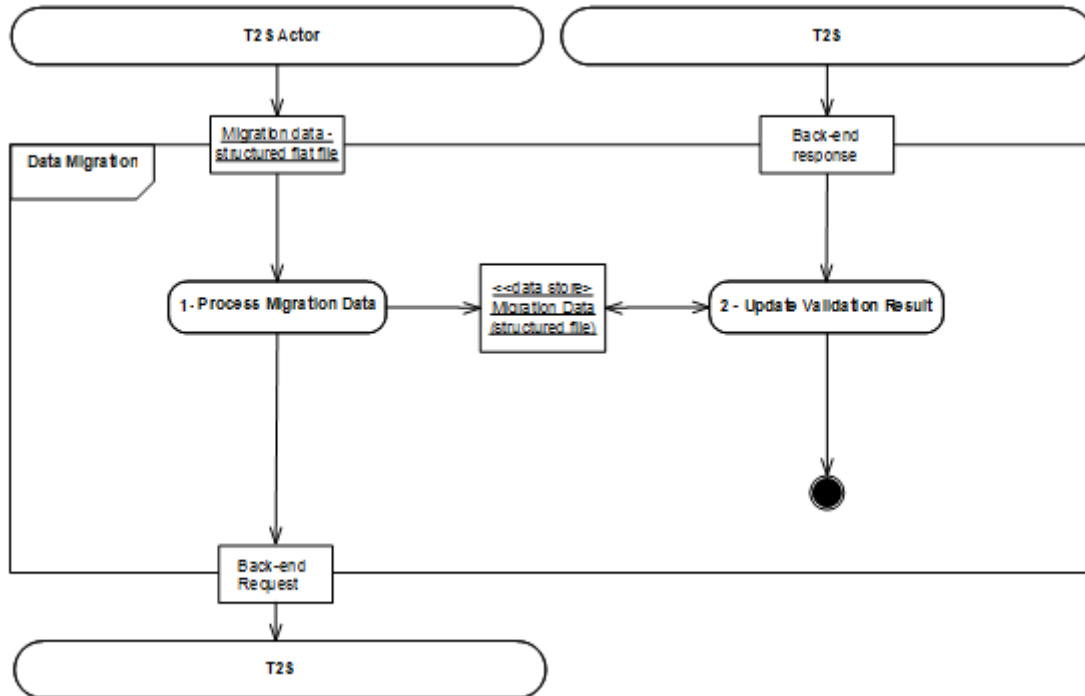 T2S Actor
T2S
Migration data -
structured flat file
Back-end
response
Data Migration
1- Process Migration Data
<<data store>
Migration Data
(structured file)
2 - Update Validation Result
Back-end
Request
T2S